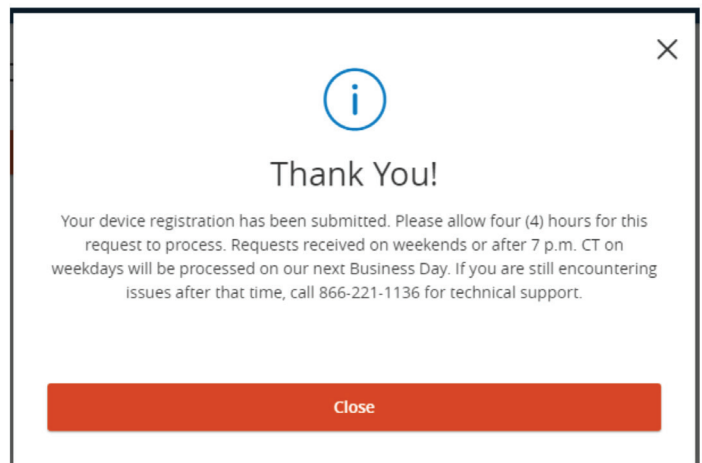 Thank You!
Your device registration has been submitted. Please allow four (4) hours for this
request to process. Requests received on weekends or after 7 p.m. CT on
weekdays will be processed on our next Business Day. If you are still encountering
issues after that time, call 866-221-1136 for technical support.
Close